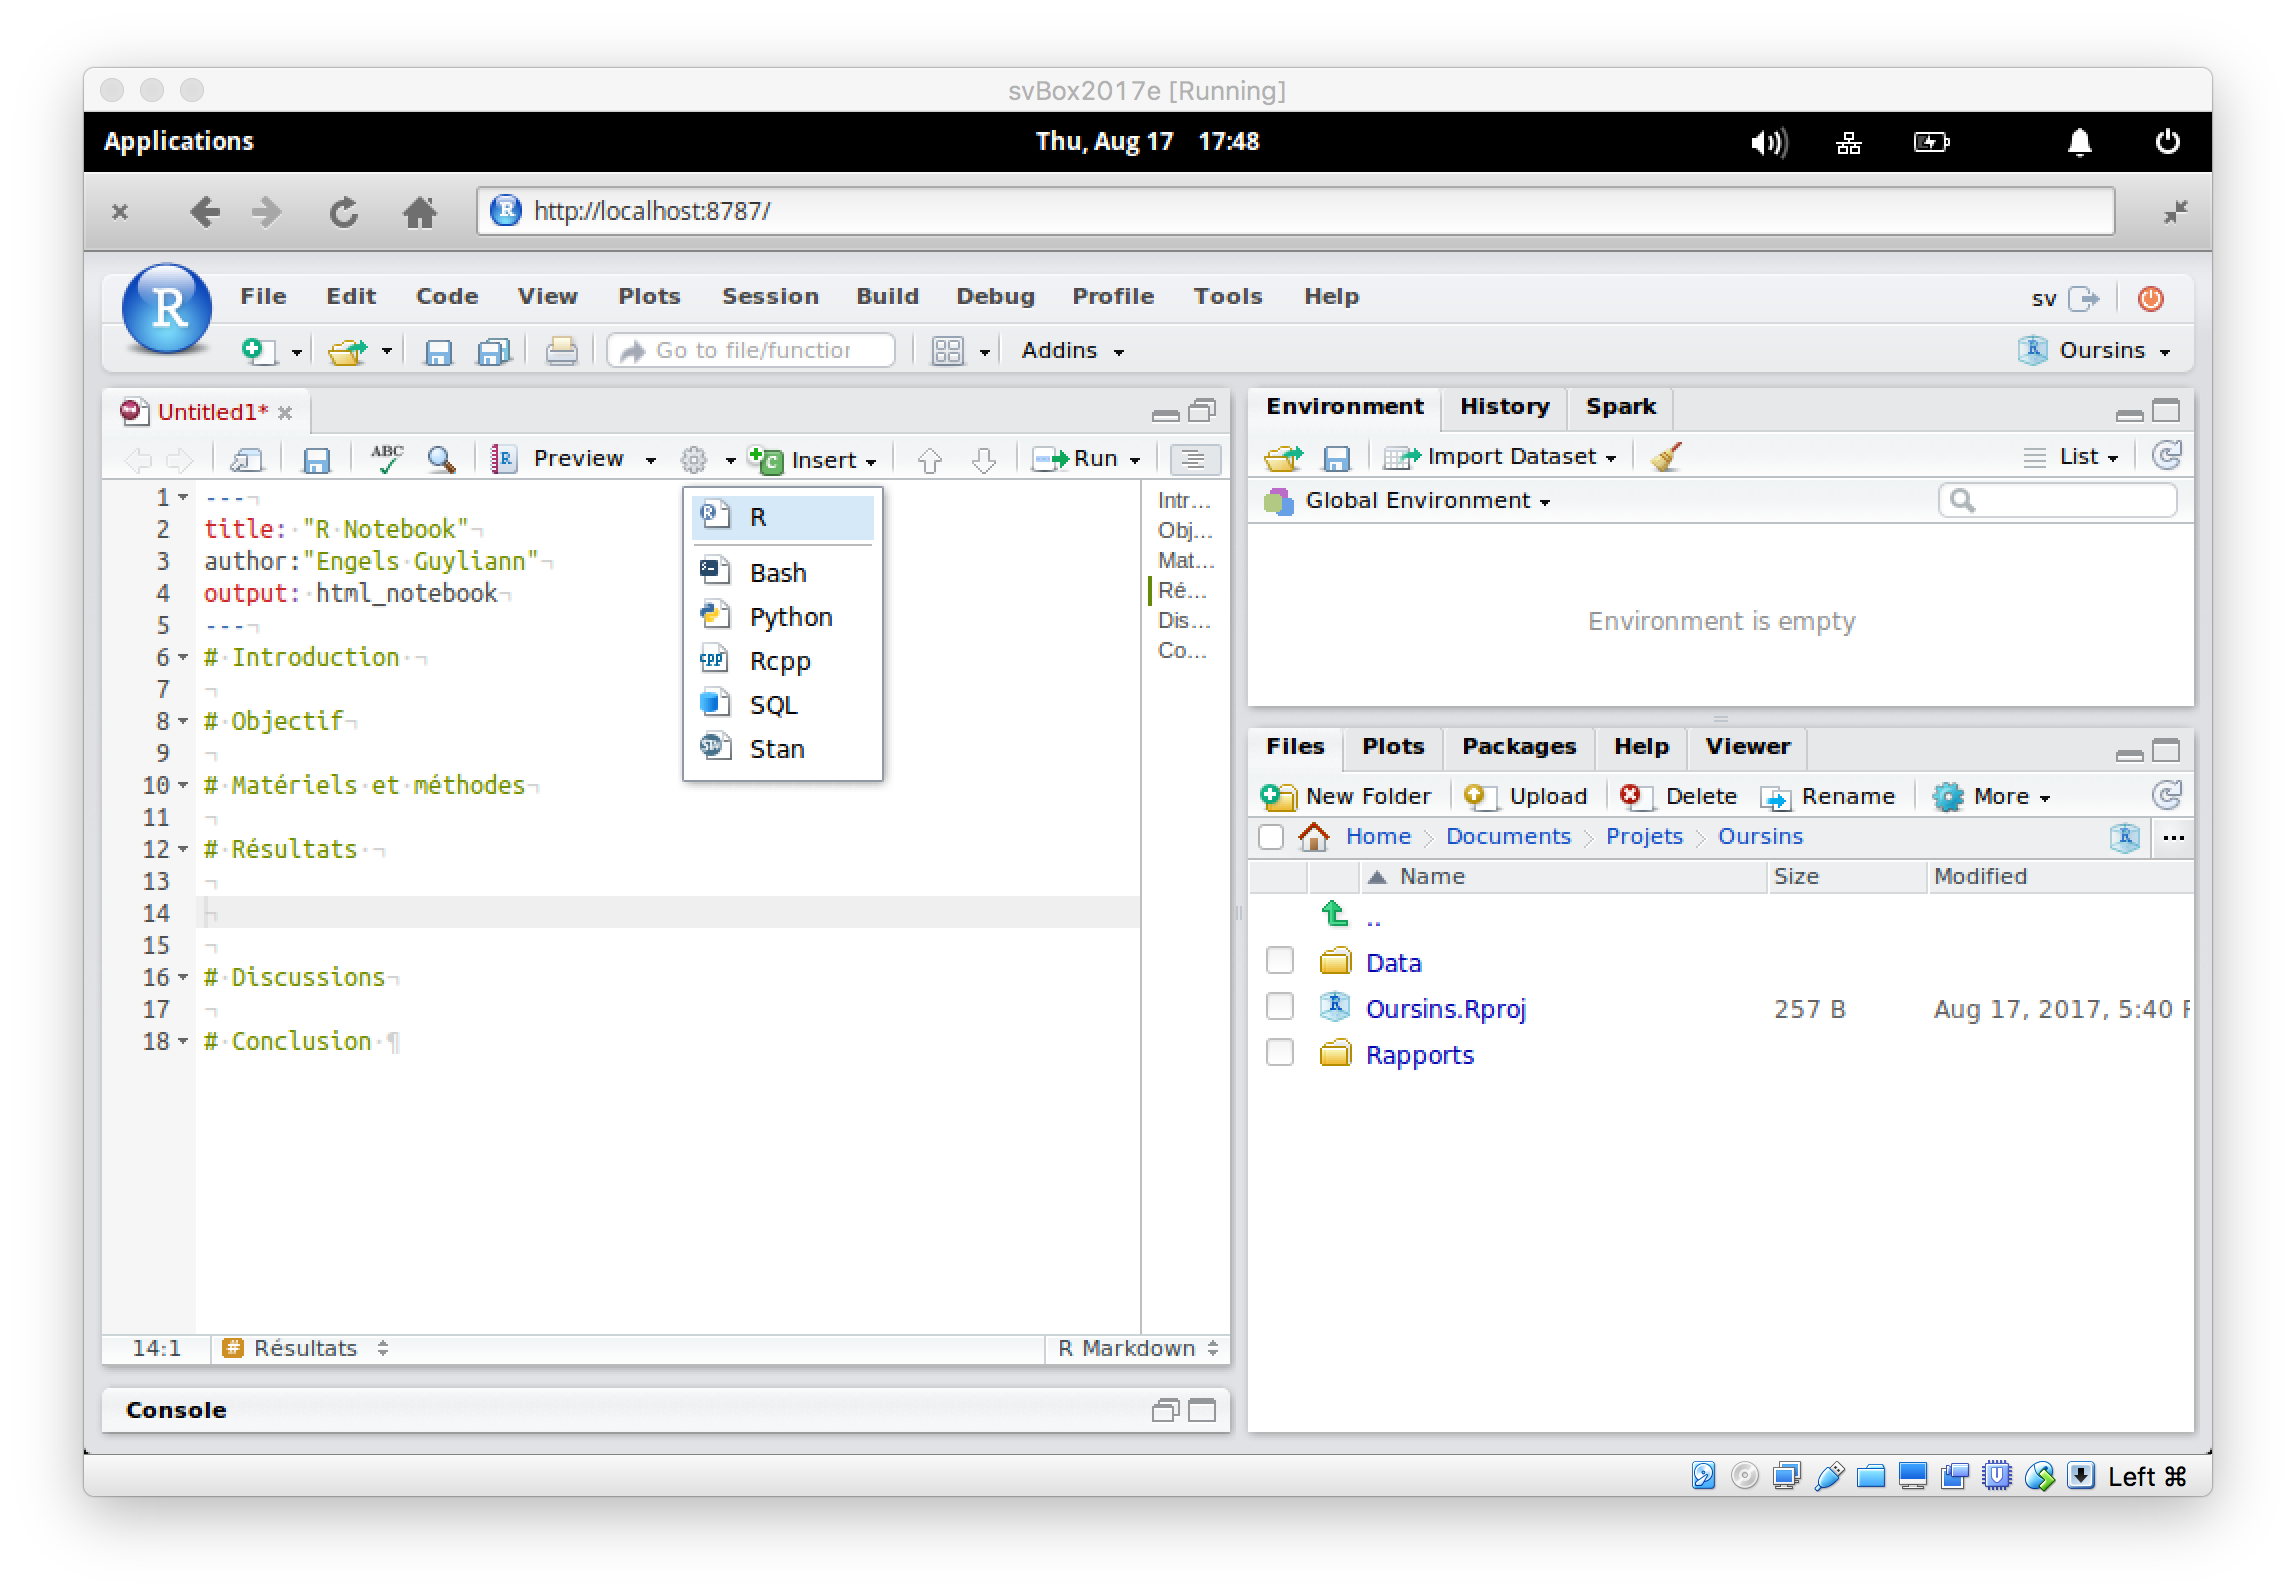 svBox2017e [Running]
Applications Thu, Aug 17 17:48
http://localhost:8787/
File Edit Code View Plots Session Build Debug Profile Tools Help sv
Go to file/function Addins Oursins
Untitled1*
ABC Preview Insert Run
1 ---
2 title: "R Notebook"
3 author:"Engels Guyliann"
4 output: html_notebook
5 ---
6 # Introduction
7
8 # Objectif
9
10 # Matériels et méthodes
11
12 # Résultats
13
14
15
16 # Discussions
17
18 # Conclusion
R
Bash
Python
Rcpp
SQL
Stan
Intr...
Obj...
Mat...
Ré...
Dis...
Co...
14:1 # Résultats R Markdown
Console
Environment History Spark
Import Dataset List
Global Environment
Environment is empty
Files Plots Packages Help Viewer
New Folder Upload Delete Rename More
Home Documents Projets Oursins ...
Name Size Modified
..
Data
Oursins.Rproj 257 B Aug 17, 2017, 5:40
Rapports
Left ⌘